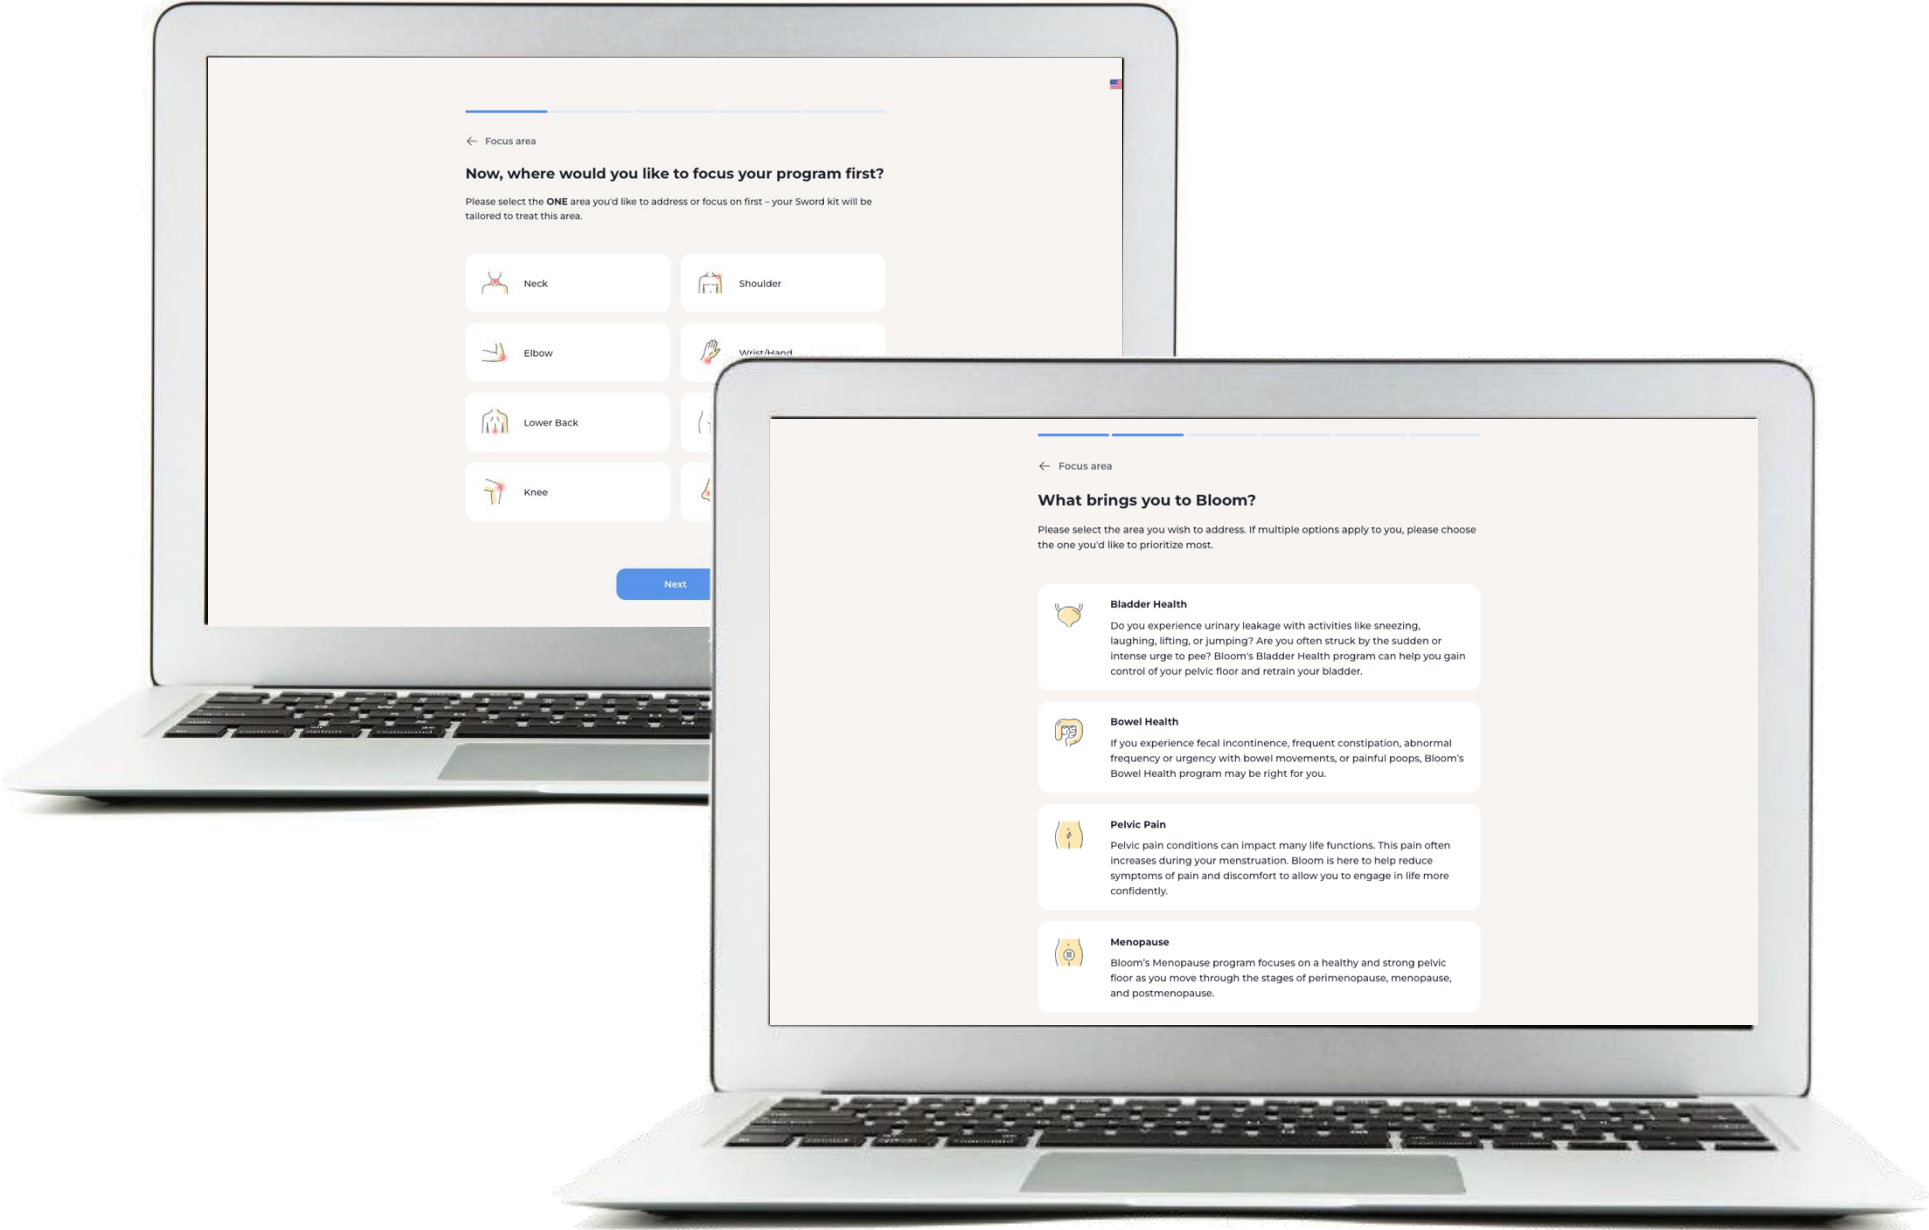 Focus area
Now, where would you like to focus your program first?
Please select the ONE area you'd like to address or focus on first – your Sword kit will be
tailored to treat this area.
Neck
Shoulder
Elbow
Wrist/Hand
Lower Back
Knee
Next
Focus area
What brings you to Bloom?
Please select the area you wish to address. If multiple options apply to you, please choose
the one you'd like to prioritize most.
Bladder Health
Do you experience urinary leakage with activities like sneezing,
laughing, lifting, or jumping? Are you often struck by the sudden or
intense urge to pee? Bloom's Bladder Health program can help you gain
control of your pelvic floor and retrain your bladder.
Bowel Health
If you experience fecal incontinence, frequent constipation, abnormal
frequency or urgency with bowel movements, or painful poops, Bloom's
Bowel Health program may be right for you.
Pelvic Pain
Pelvic pain conditions can impact many life functions. This pain often
increases during your menstruation. Bloom is here to help reduce
symptoms of pain and discomfort to allow you to engage in life more
confidently.
Menopause
Bloom's Menopause program focuses on a healthy and strong pelvic
floor as you move through the stages of perimenopause, menopause,
and postmenopause.